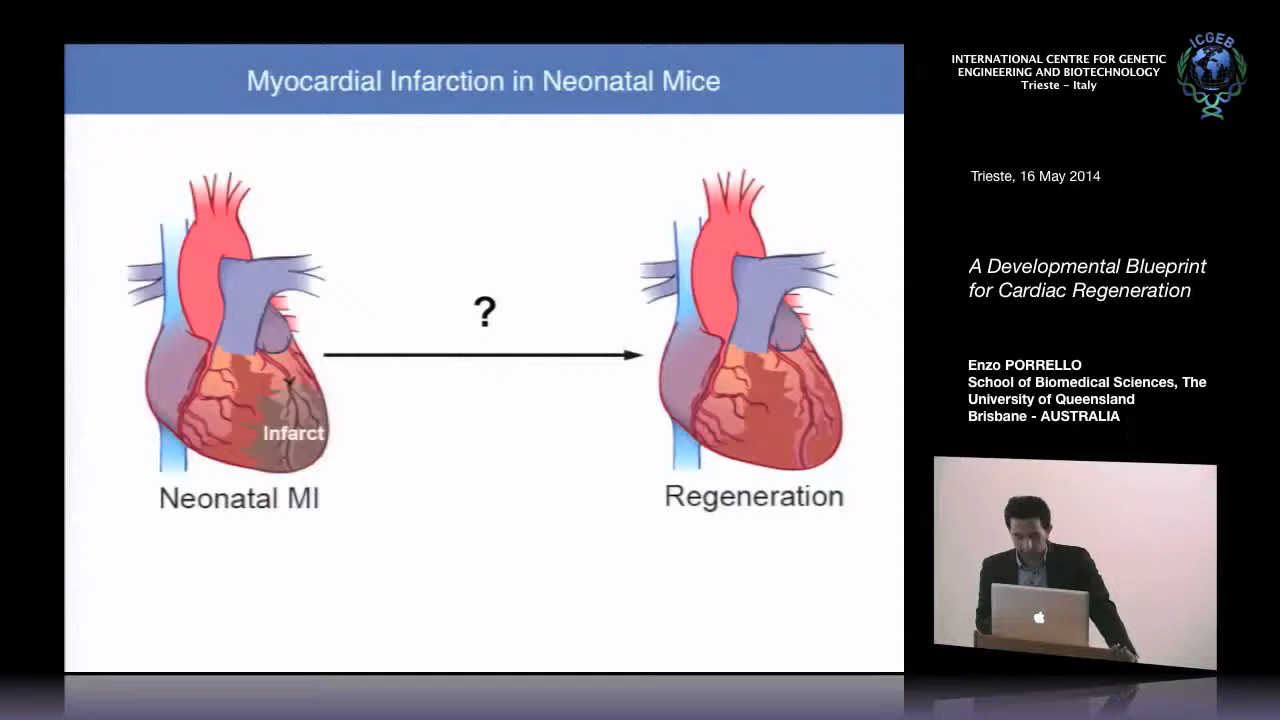 Myocardial Infarction in Neonatal Mice
?
Infarct
Neonatal MI
Regeneration
INTERNATIONAL CENTRE FOR GENETIC
ENGINEERING AND BIOTECHNOLOGY
Trieste - Italy
ICGEB
Trieste, 16 May 2014
A Developmental Blueprint
for Cardiac Regeneration
Enzo PORRELLO
School of Biomedical Sciences, The
University of Queensland
Brisbane - AUSTRALIA